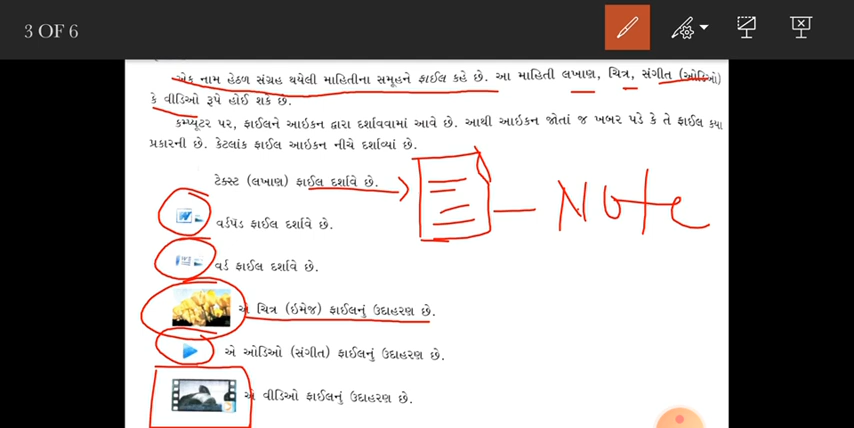 3 OF 6
એક નામ હેઠળ સંગ્રહ થયેલી માહિતીના સમૂહને ફાઈલ કહે છે. આ માહિતી લખાણ, ચિત્ર, સંગીત (ઓડિઓ)
કે વીડિઓ રૂપે હોઈ શકે છે.
કમ્પ્યૂટર પર, ફાઈલને આઇકન દ્વારા દર્શાવવામાં આવે છે. આથી આઇકન જોતાં જ ખબર પડે કે તે ફાઈલ કયા
પ્રકારની છે. કેટલાંક ફાઈલ આઇકન નીચે દર્શાવ્યાં છે.
ટેક્સ્ટ (લખાણ) ફાઈલ દર્શાવે છે.
Note
W વર્ડપેડ ફાઈલ દર્શાવે છે.
વર્ડ ફાઈલ દર્શાવે છે.
એ ચિત્ર (ઇમેજ) ફાઈલનું ઉદાહરણ છે.
એ ઓડિઓ (સંગીત) ફાઈલનું ઉદાહરણ છે.
એ વીડિઓ ફાઈલનું ઉદાહરણ છે.